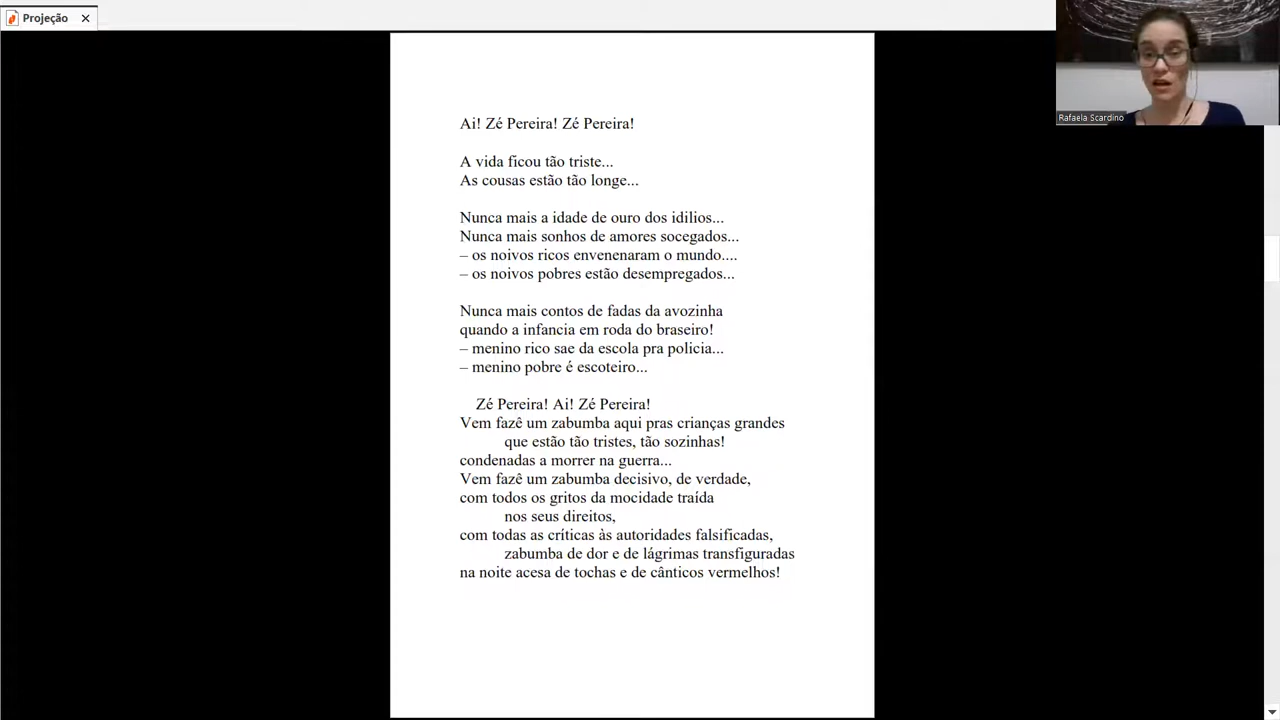 Projeção
Rafaela Scardino
Ai! Zé Pereira! Zé Pereira!
A vida ficou tão triste...
As cousas estão tão longe...
Nunca mais a idade de ouro dos idilios...
Nunca mais sonhos de amores socegados...
– os noivos ricos envenenaram o mundo....
– os noivos pobres estão desempregados...
Nunca mais contos de fadas da avozinha
quando a infancia em roda do braseiro!
– menino rico sae da escola pra policia...
– menino pobre é escoteiro...
Zé Pereira! Ai! Zé Pereira!
Vem fazê um zabumba aqui pras crianças grandes
que estão tão tristes, tão sozinhas!
condenadas a morrer na guerra...
Vem fazê um zabumba decisivo, de verdade,
com todos os gritos da mocidade traída
nos seus direitos,
com todas as críticas às autoridades falsificadas,
zabumba de dor e de lágrimas transfiguradas
na noite acesa de tochas e de cânticos vermelhos!